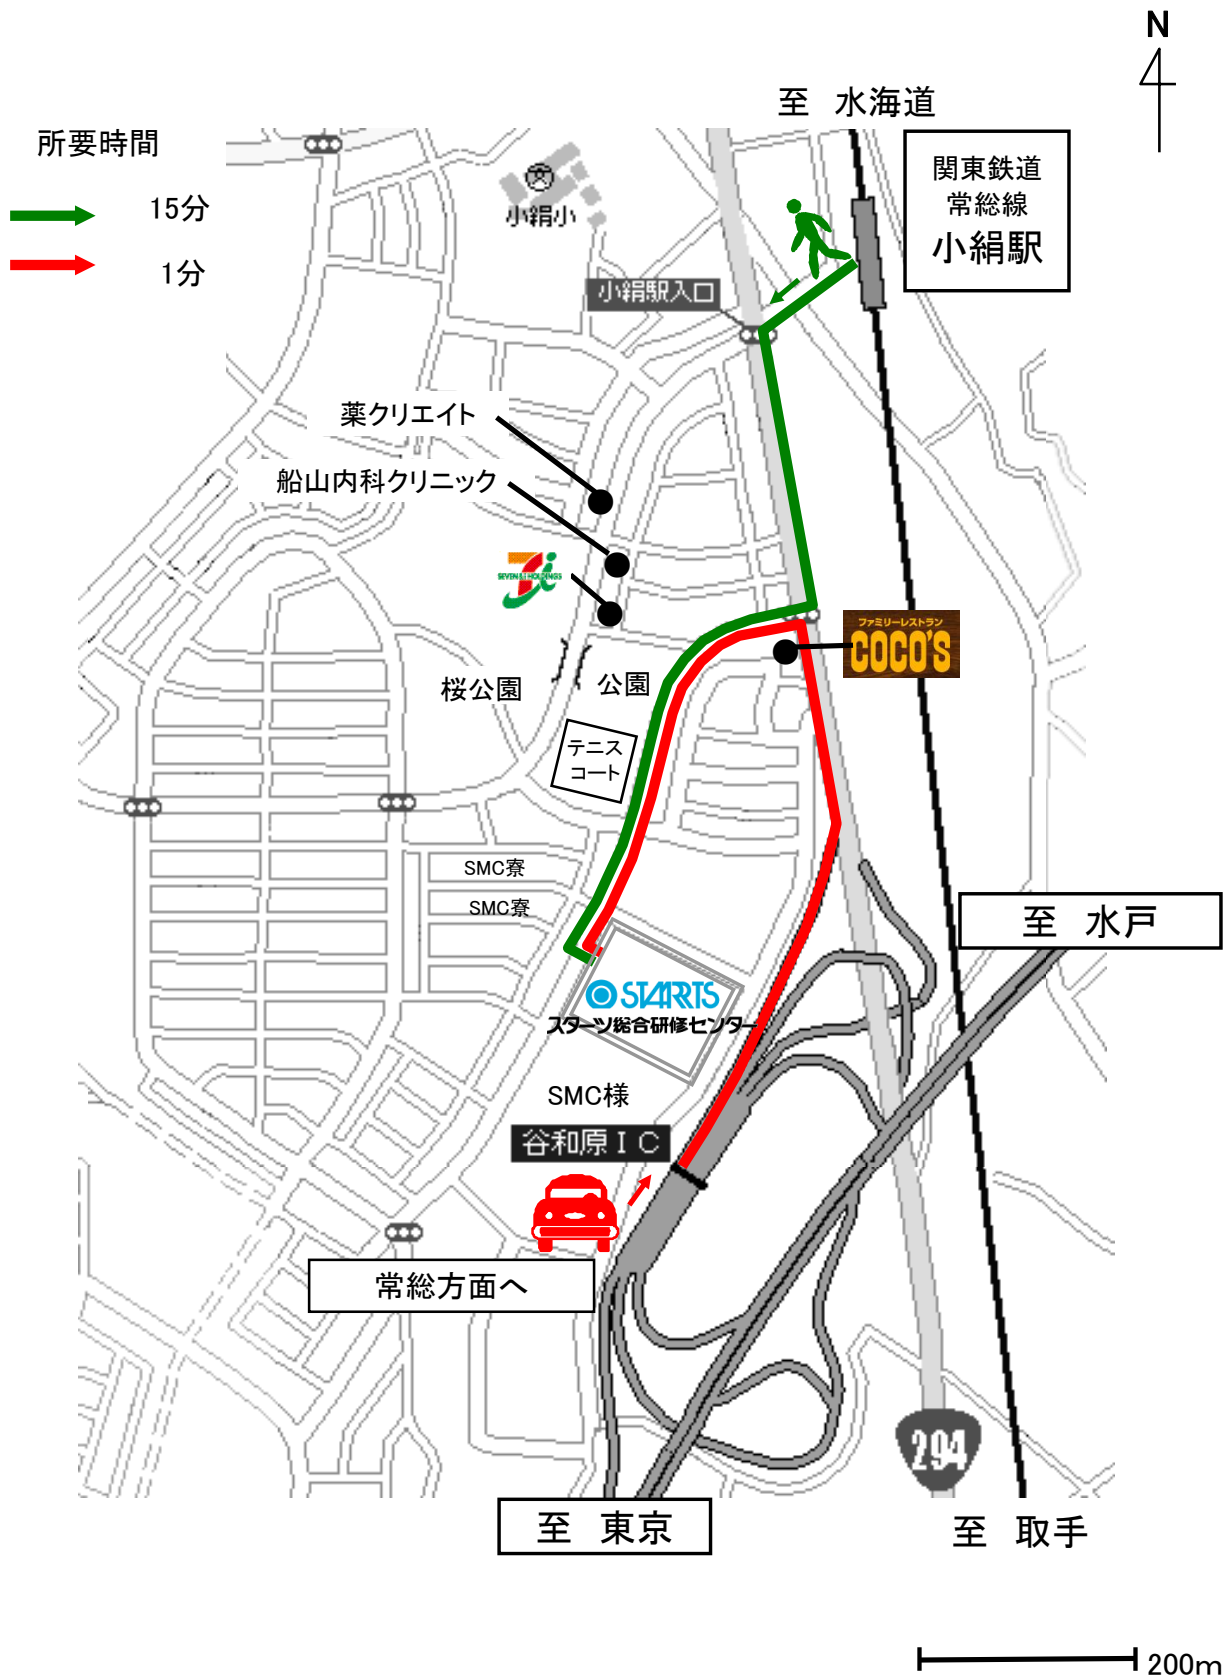 N
至 水海道
所要時間
15分
1分
関東鉄道
常総線
小絹駅
小絹小
小絹駅入口
薬クリエイト
船山内科クリニック
SEVEN & i HOLDINGS
ファミリーレストラン
COCO'S
桜公園
公園
テニス
コート
SMC寮
SMC寮
至 水戸
STARTS
スターツ総合研修センター
SMC様
谷和原IC
常総方面へ
294
至 東京
至 取手
200m